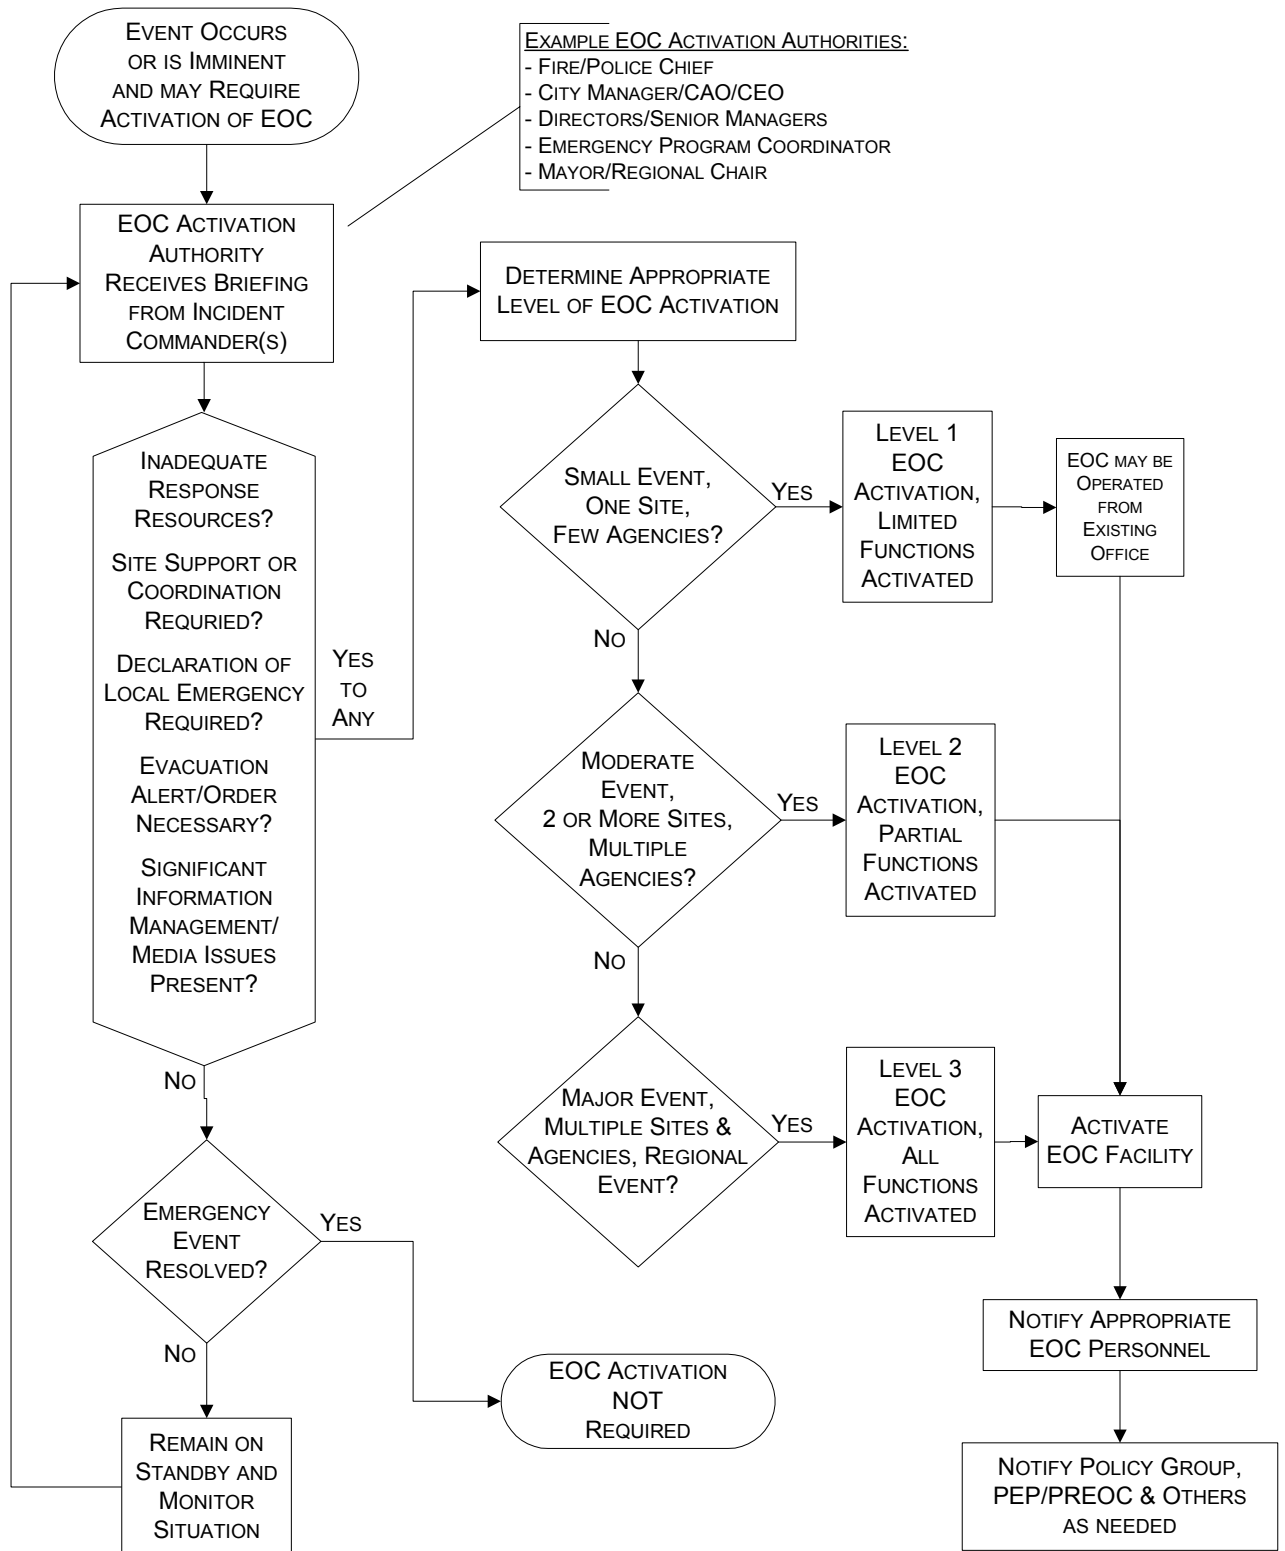 Event Occurs
or is Imminent
and may Require
Activation of EOC
Example EOC Activation Authorities:
- Fire/Police Chief
- City Manager/CAO/CEO
- Directors/Senior Managers
- Emergency Program Coordinator
- Mayor/Regional Chair
EOC Activation
Authority
Receives Briefing
from Incident
Commander(s)
Inadequate
Response
Resources?
Site Support or
Coordination
Requried?
Declaration of
Local Emergency
Required?
Evacuation
Alert/Order
Necessary?
Significant
Information
Management/
Media Issues
Present?
Yes
to
Any
No
Emergency
Event
Resolved?
Yes
No
Remain on
Standby and
Monitor
Situation
EOC Activation
NOT
Required
Determine Appropriate
Level of EOC Activation
Small Event,
One Site,
Few Agencies?
Yes
Level 1
EOC
Activation,
Limited
Functions
Activated
EOC may be
Operated
from
Existing
Office
No
Moderate
Event,
2 or More Sites,
Multiple
Agencies?
Yes
Level 2
EOC
Activation,
Partial
Functions
Activated
No
Major Event,
Multiple Sites &
Agencies, Regional
Event?
Yes
Level 3
EOC
Activation,
All
Functions
Activated
Activate
EOC Facility
Notify Appropriate
EOC Personnel
Notify Policy Group,
PEP/PREOC & Others
as needed